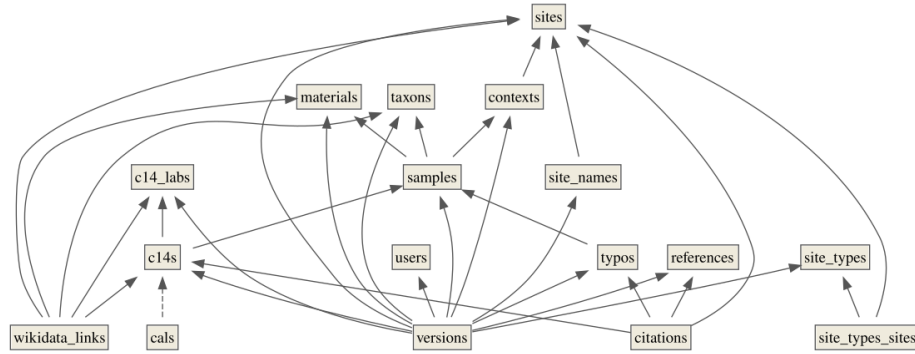 sites
materials
taxons
contexts
c14_labs
samples
site_names
c14s
users
typos
references
site_types
wikidata_links
cals
versions
citations
site_types_sites